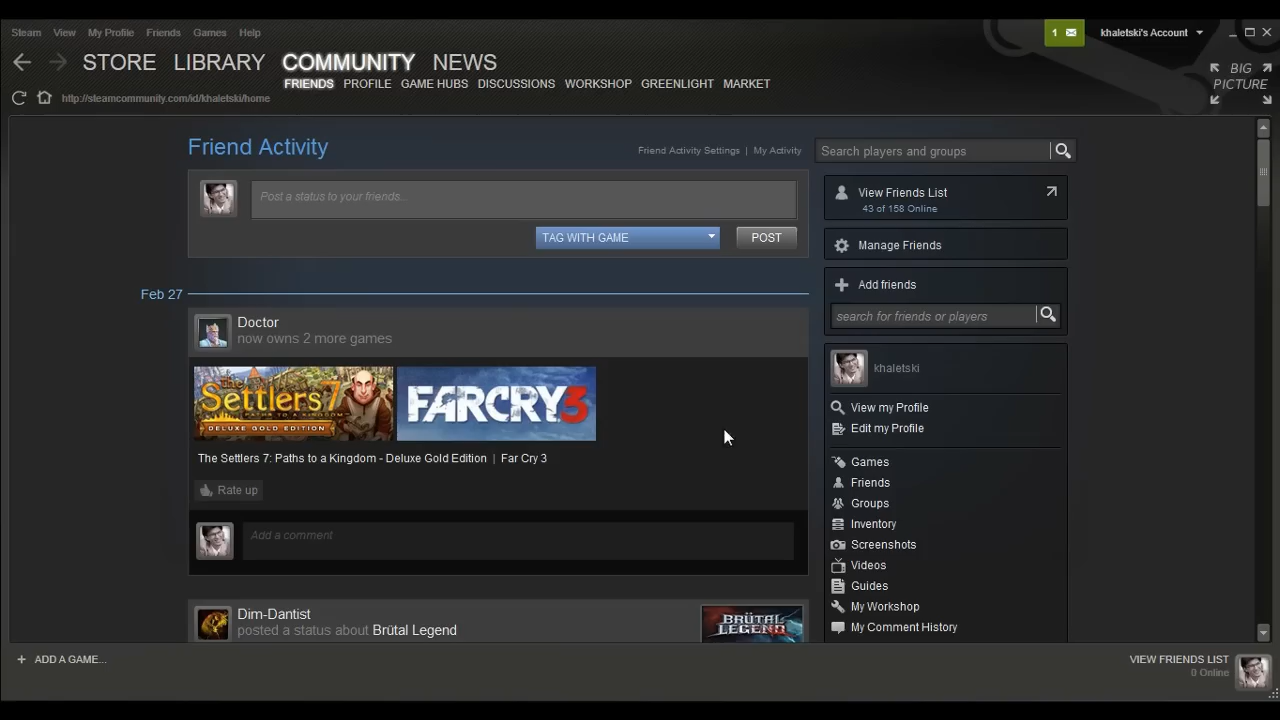 Steam View My Profile Friends Games Help
1 khaletski's Account
STORE LIBRARY COMMUNITY NEWS
BIG PICTURE
FRIENDS PROFILE GAME HUBS DISCUSSIONS WORKSHOP GREENLIGHT MARKET
http://steamcommunity.com/id/khaletski/home
Friend Activity
Friend Activity Settings | My Activity
Post a status to your friends...
TAG WITH GAME
POST
Feb 27
Doctor
now owns 2 more games
the Settlers 7
PATHS TO A KINGDOM
DELUXE GOLD EDITION
FARCRY3
The Settlers 7: Paths to a Kingdom - Deluxe Gold Edition | Far Cry 3
Rate up
Add a comment
Dim-Dantist
posted a status about Brütal Legend
BRÜTAL
LEGEND
Search players and groups
View Friends List
43 of 158 Online
Manage Friends
Add friends
search for friends or players
khaletski
View my Profile
Edit my Profile
Games
Friends
Groups
Inventory
Screenshots
Videos
Guides
My Workshop
My Comment History
ADD A GAME...
VIEW FRIENDS LIST
0 Online